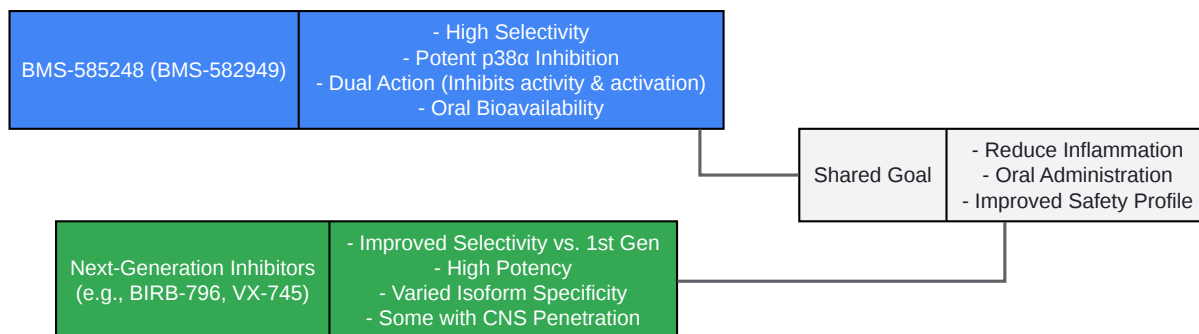 BMS-585248 (BMS-582949)
- High Selectivity
- Potent p38α Inhibition
- Dual Action (Inhibits activity & activation)
- Oral Bioavailability
Shared Goal
- Reduce Inflammation
- Oral Administration
- Improved Safety Profile
Next-Generation Inhibitors
(e.g., BIRB-796, VX-745)
- Improved Selectivity vs. 1st Gen
- High Potency
- Varied Isoform Specificity
- Some with CNS Penetration